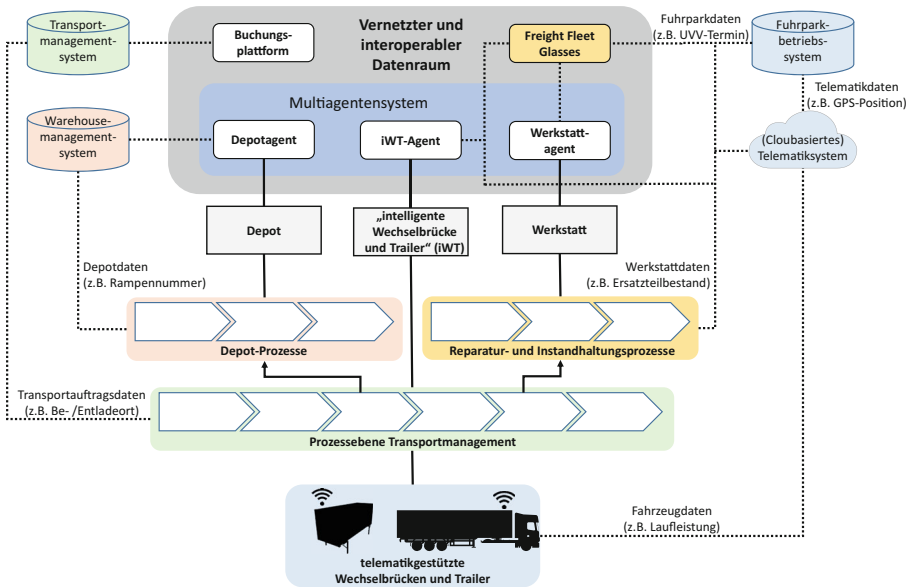 Transport-
management-
system
Buchungs-
plattform
Vernetzter und
interoperabler
Datenraum
Freight Fleet
Glasses
Fuhrparkdaten
(z.B. UVV-Termin)
Fuhrpark-
betriebs-
system
Telematikdaten
(z.B. GPS-Position)
Warehouse-
management-
system
Multiagentensystem
Depotagent
iWT-Agent
Werkstatt-
agent
(Cloubasiertes)
Telematiksystem
Depot
„intelligente
Wechselbrücke
und Trailer“ (iWT)
Werkstatt
Depotdaten
(z.B. Rampennummer)
Werkstattdaten
(z.B. Ersatzteilbestand)
Depot-Prozesse
Reparatur- und Instandhaltungsprozesse
Transportauftragsdaten
(z.B. Be- /Entladeort)
Prozessebene Transportmanagement
Fahrzeugdaten
(z.B. Laufleistung)
telematikgestützte
Wechselbrücken und Trailer